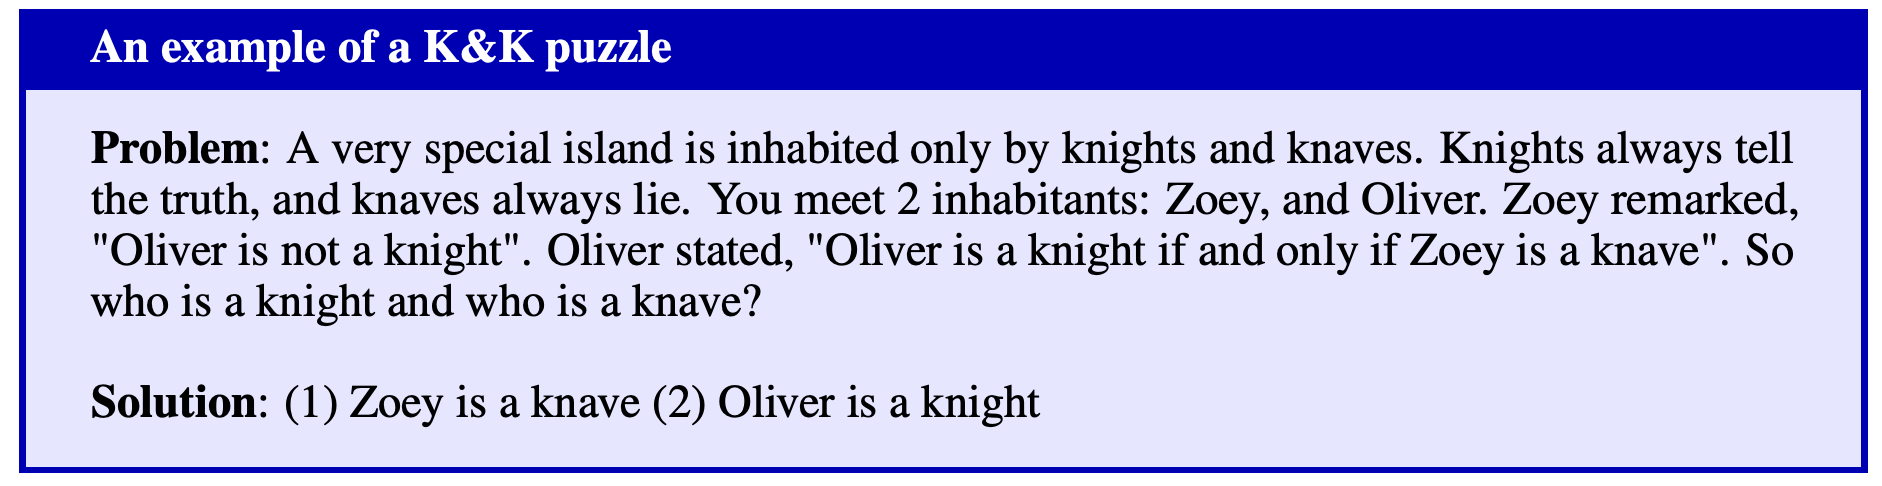 An example of a K&K puzzle
Problem: A very special island is inhabited only by knights and knaves. Knights always tell
the truth, and knaves always lie. You meet 2 inhabitants: Zoey, and Oliver. Zoey remarked,
"Oliver is not a knight". Oliver stated, "Oliver is a knight if and only if Zoey is a knave". So
who is a knight and who is a knave?
Solution: (1) Zoey is a knave (2) Oliver is a knight